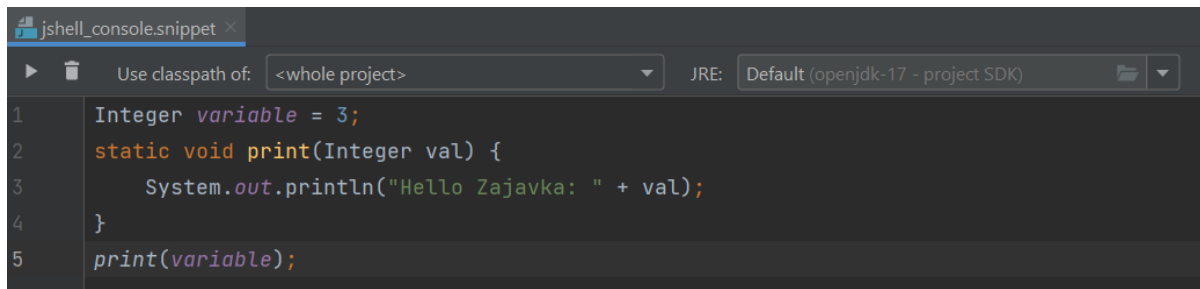 jshell_console.snippet
Use classpath of: <whole project> JRE: Default (openjdk-17 - project SDK)
1 Integer variable = 3;
2 static void print(Integer val) {
3 System.out.println("Hello Zajavka: " + val);
4 }
5 print(variable);